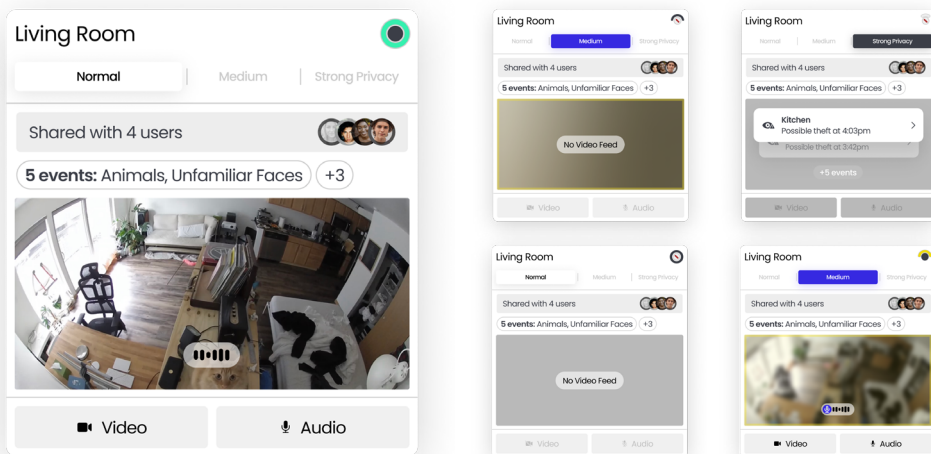 Living Room
Normal
Medium
Strong Privacy
Shared with 4 users
5 events: Animals, Unfamiliar Faces
+3
Video
Audio
Living Room
Normal
Medium
Strong Privacy
Shared with 4 users
5 events: Animals, Unfamiliar Faces
+3
No Video Feed
Video
Audio
Living Room
Normal
Medium
Strong Privacy
Shared with 4 users
5 events: Animals, Unfamiliar Faces
+3
Kitchen
Possible theft at 4:03pm
Possible theft at 3:42pm
+5 events
Video
Audio
Living Room
Normal
Medium
Strong Privacy
Shared with 4 users
5 events: Animals, Unfamiliar Faces
+3
No Video Feed
Video
Audio
Living Room
Normal
Medium
Strong Privacy
Shared with 4 users
5 events: Animals, Unfamiliar Faces
+3
Video
Audio